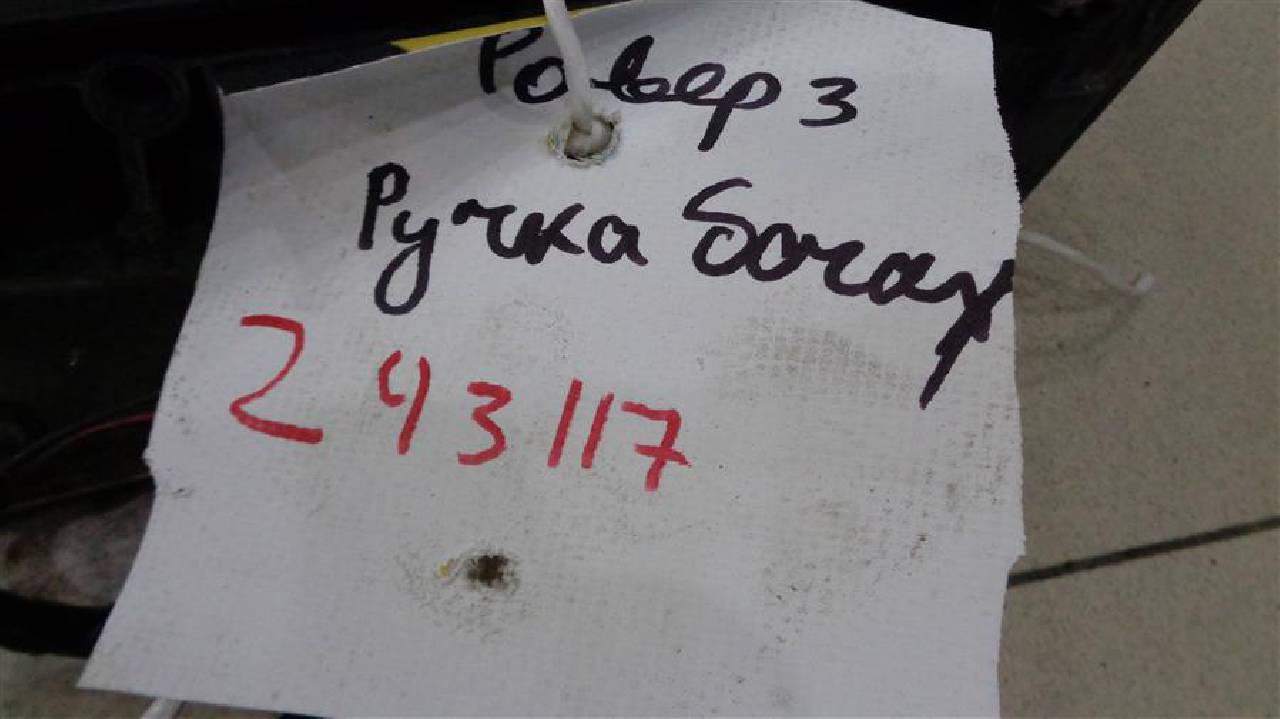 Ровер 3
Ручка багаж
243117